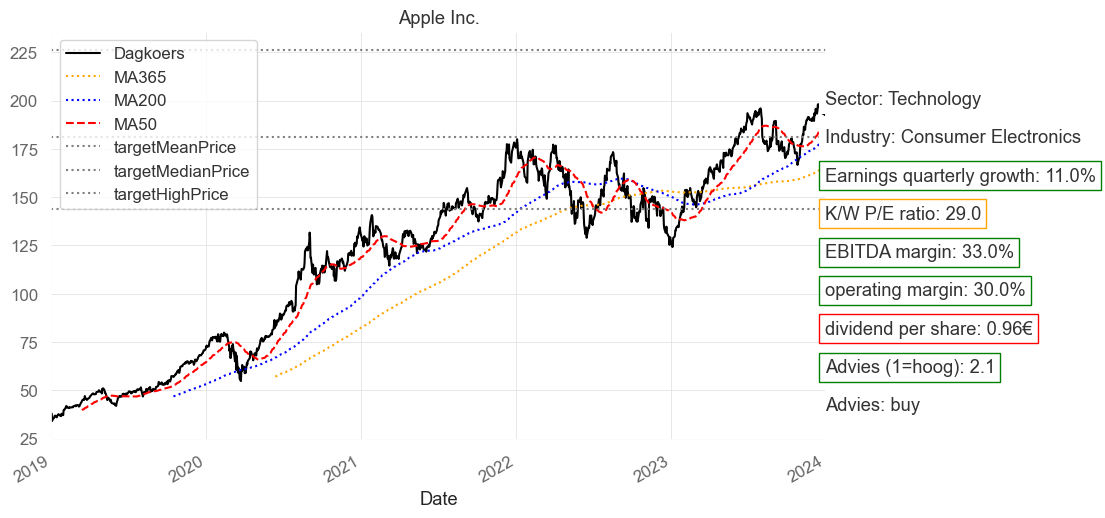 Apple Inc.
225
200
175
150
125
100
75
50
25
Dagkoers
MA365
MA200
MA50
targetMeanPrice
targetMedianPrice
targetHighPrice
2019
2020
2021
2022
2023
2024
Date
Sector: Technology
Industry: Consumer Electronics
Earnings quarterly growth: 11.0%
K/W P/E ratio: 29.0
EBITDA margin: 33.0%
operating margin: 30.0%
dividend per share: 0.96€
Advies (1=hoog): 2.1
Advies: buy